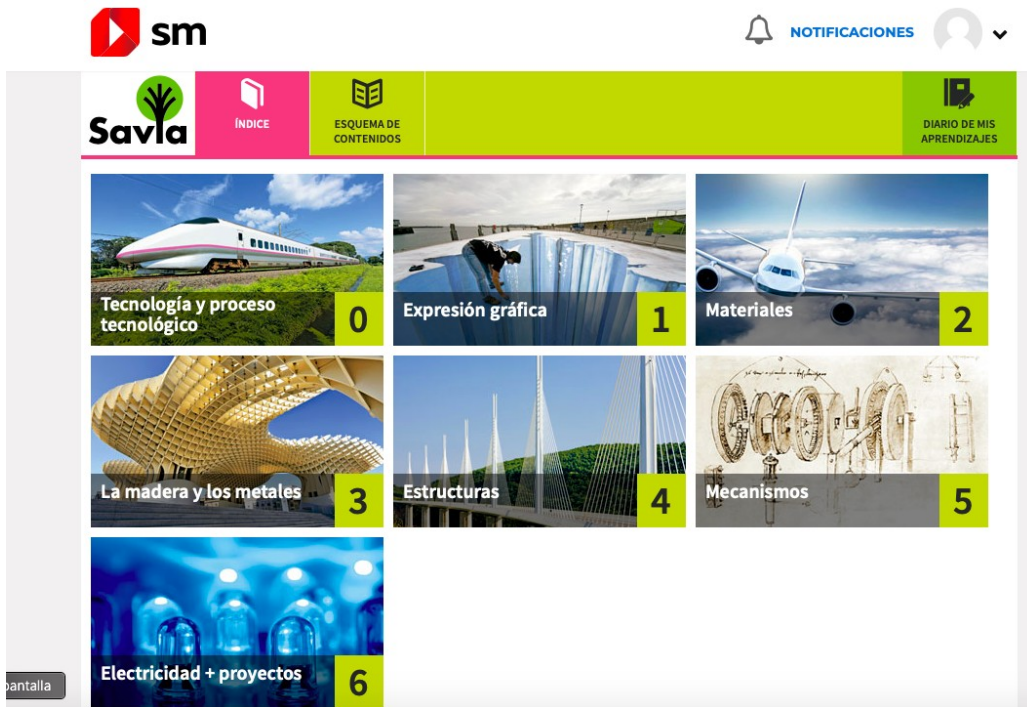 sm
NOTIFICACIONES
Savia
ÍNDICE
ESQUEMA DE
CONTENIDOS
DIARIO DE MIS
APRENDIZAJES
Tecnología y proceso
tecnológico
0
Expresión gráfica
1
Materiales
2
La madera y los metales
3
Estructuras
4
Mecanismos
5
Electricidad + proyectos
6
pantalla